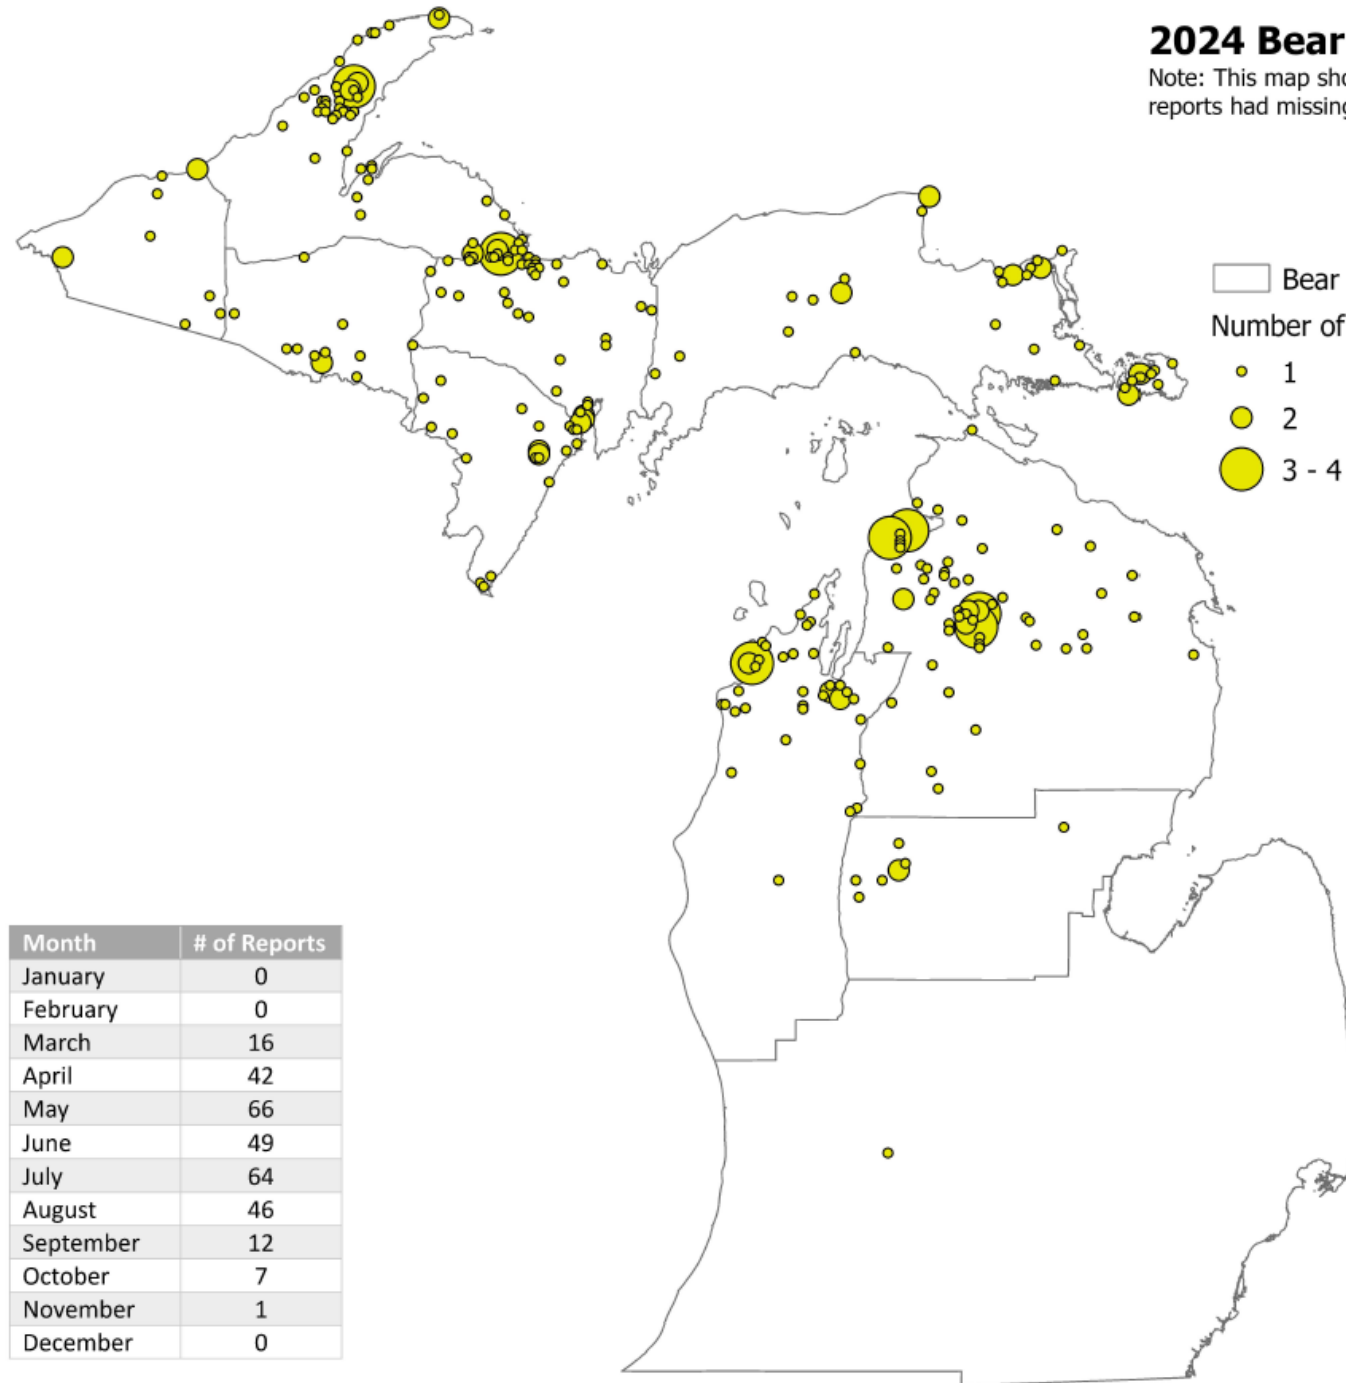 2024 Bear
Note: This map sho
reports had missing
Bear
Number of
1
2
3 - 4
Month # of Reports
January 0
February 0
March 16
April 42
May 66
June 49
July 64
August 46
September 12
October 7
November 1
December 0